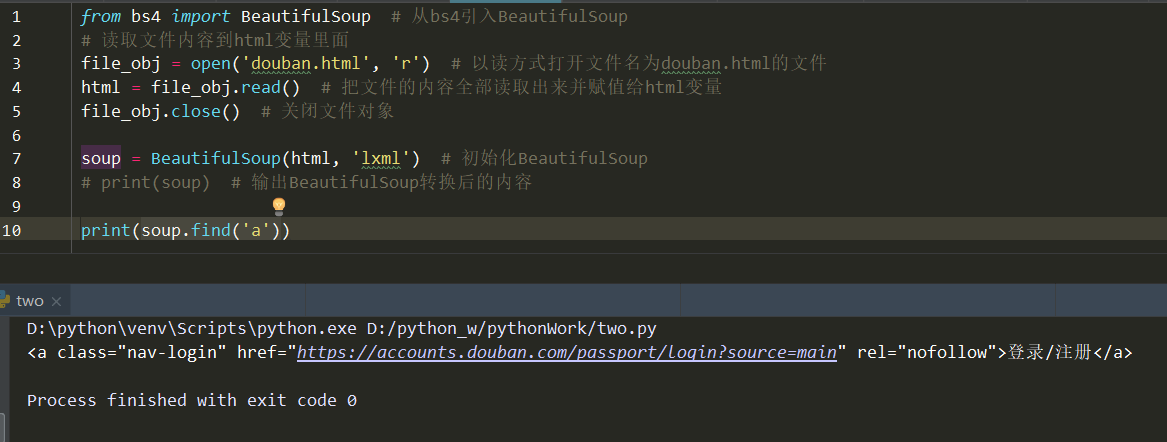 1 from bs4 import BeautifulSoup  # 从bs4引入BeautifulSoup
2 # 读取文件内容到html变量里面
3 file_obj = open('douban.html', 'r')  # 以读方式打开文件名为douban.html的文件
4 html = file_obj.read()  # 把文件的内容全部读取出来并赋值给html变量
5 file_obj.close()  # 关闭文件对象
6
7 soup = BeautifulSoup(html, 'lxml')  # 初始化BeautifulSoup
8 # print(soup)  # 输出BeautifulSoup转换后的内容
9
10 print(soup.find('a'))
two ×
D:\python\venv\Scripts\python.exe D:/python_w/pythonWork/two.py
<a class="nav-login" href="https://accounts.douban.com/passport/login?source=main" rel="nofollow">登录/注册</a>
Process finished with exit code 0